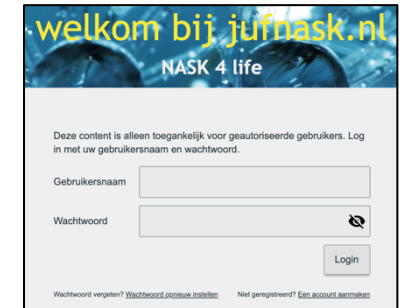 welkom bij jufnask.nl
NASK 4 life
Deze content is alleen toegankelijk voor geautoriseerde gebruikers. Log
in met uw gebruikersnaam en wachtwoord.
Gebruikersnaam
Wachtwoord
Login
Wachtwoord vergeten? Wachtwoord opnieuw instellen Niet geregistreerd? Een account aanmaken